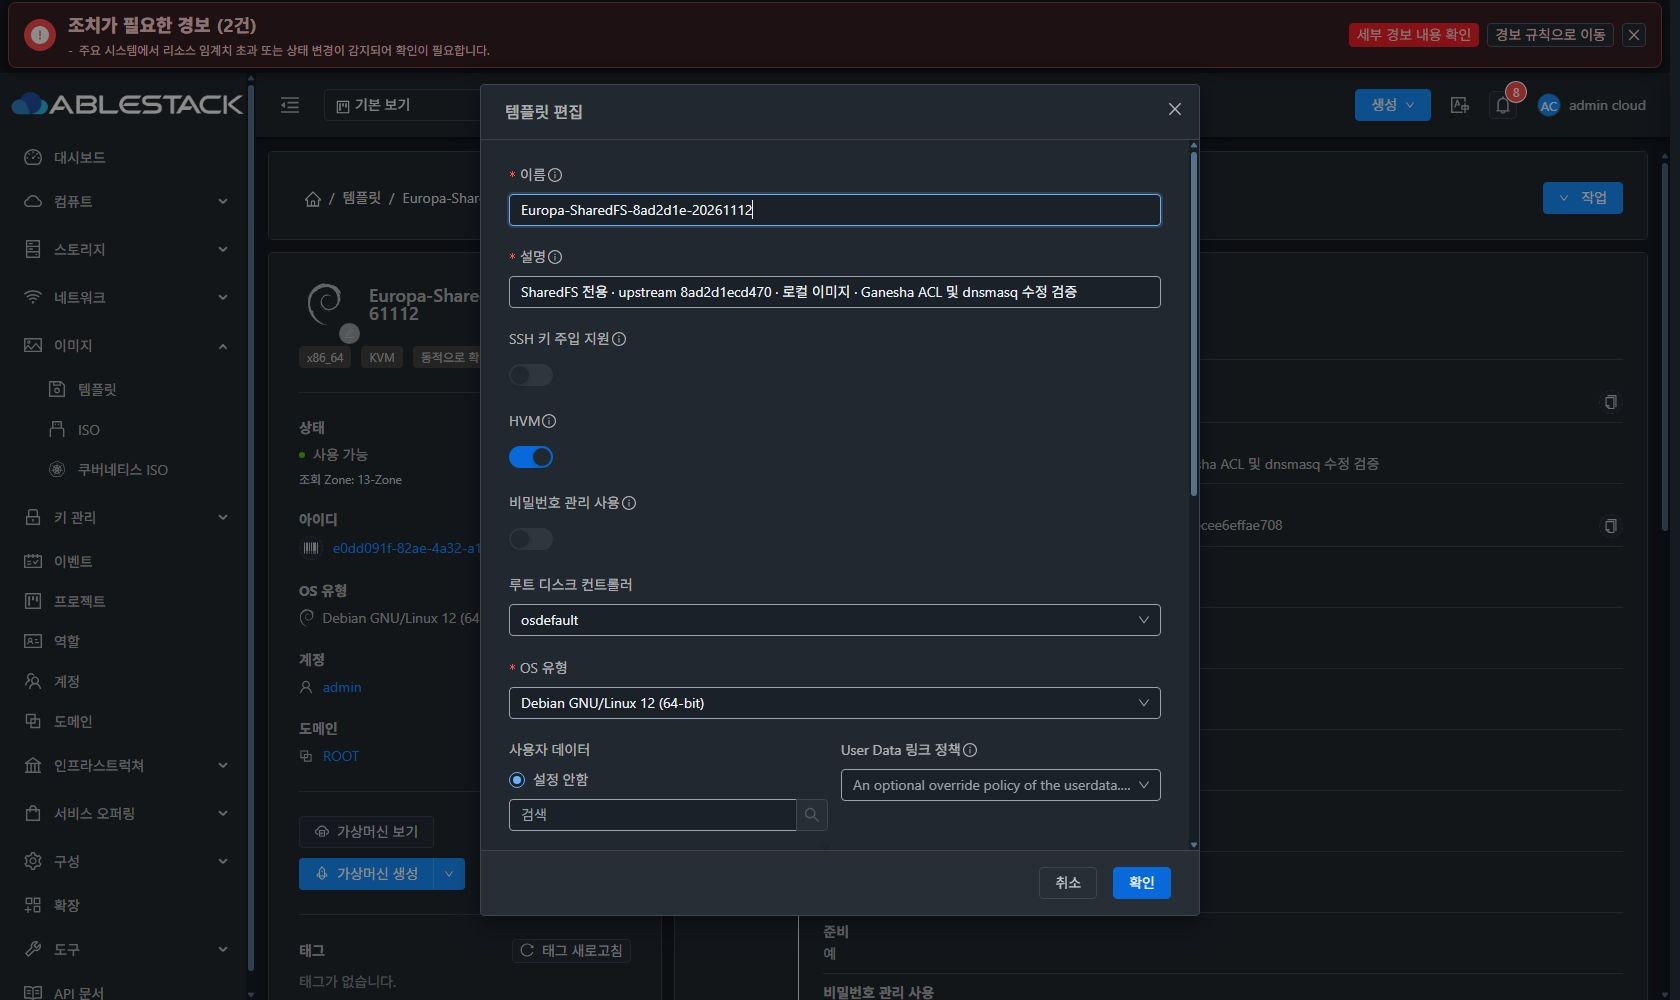 조치가 필요한 경보 (2건)
- 주요 시스템에서 리소스 임계치 초과 또는 상태 변경이 감지되어 확인이 필요합니다.
세부 경보 내용 확인
경보 규칙으로 이동
ABLESTACK
기본 보기
생성
8
AC
admin cloud
대시보드
컴퓨트
스토리지
네트워크
이미지
템플릿
ISO
쿠버네티스 ISO
키 관리
이벤트
프로젝트
역할
계정
도메인
인프라스트럭쳐
서비스 오퍼링
구성
확장
도구
API 문서
/ 템플릿 / Europa-Shar
작업
Europa-Share
61112
x86_64
KVM
동적으로 확
상태
사용 가능
조회 Zone: 13-Zone
아이디
e0dd091f-82ae-4a32-a1
OS 유형
Debian GNU/Linux 12 (64
계정
admin
도메인
ROOT
가상머신 보기
가상머신 생성
태그
태그 새로고침
태그가 없습니다.
템플릿 편집
* 이름
Europa-SharedFS-8ad2d1e-20261112
* 설명
SharedFS 전용 · upstream 8ad2d1ecd470 · 로컬 이미지 · Ganesha ACL 및 dnsmasq 수정 검증
SSH 키 주입 지원
HVM
비밀번호 관리 사용
루트 디스크 컨트롤러
osdefault
* OS 유형
Debian GNU/Linux 12 (64-bit)
사용자 데이터
설정 안함
검색
User Data 링크 정책
An optional override policy of the userdata....
취소
확인
ha ACL 및 dnsmasq 수정 검증
cee6effae708
준비
예
비밀번호 관리 사용